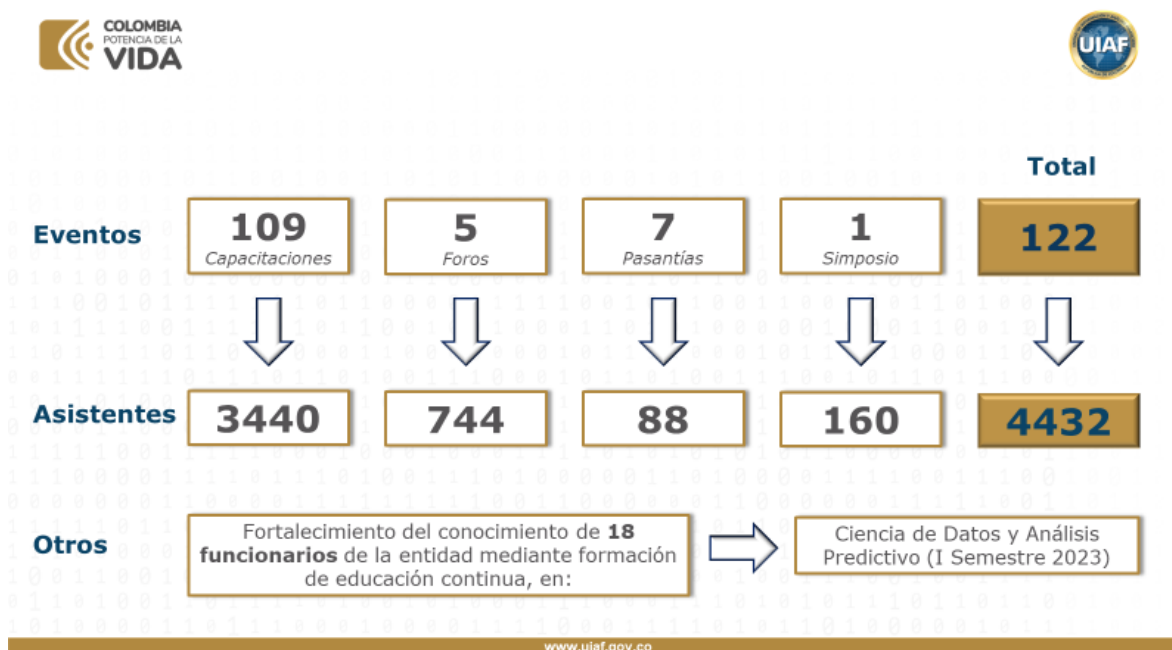 COLOMBIA
POTENCIA DE LA
VIDA
UIAF
Total
Eventos
109
Capacitaciones
5
Foros
7
Pasantías
1
Simposio
122
Asistentes
3440
744
88
160
4432
Otros
Fortalecimiento del conocimiento de 18
funcionarios de la entidad mediante formación
de educación continua, en:
Ciencia de Datos y Análisis
Predictivo (I Semestre 2023)
www.uiaf.gov.co